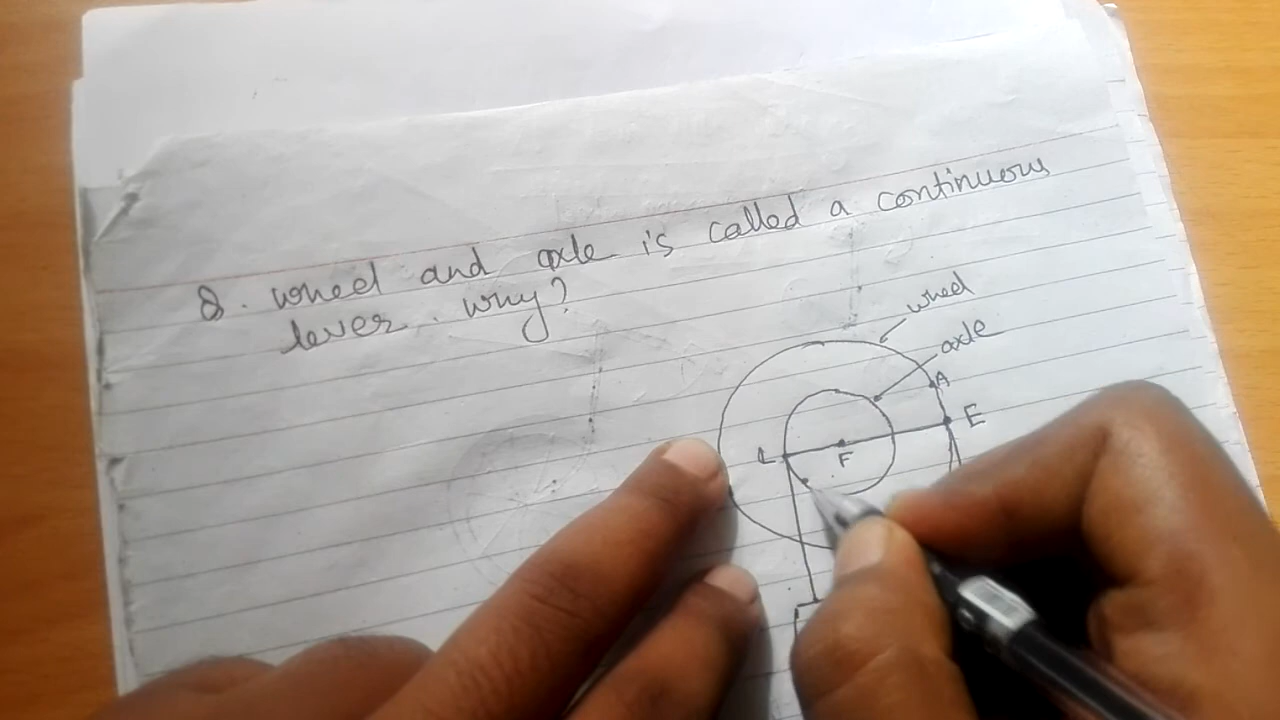 Q. wheel and axle is called a continuous
lever. why?
wheel
axle
A
E
L
F